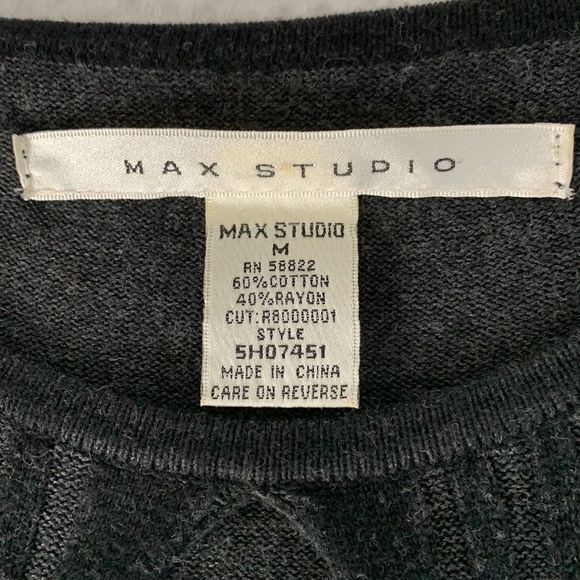 MAX STUDIO
MAX STUDIO
M
RN 58822
60%COTTON
40%RAYON
CUT:R8000001
STYLE
5H07451
MADE IN CHINA
CARE ON REVERSE